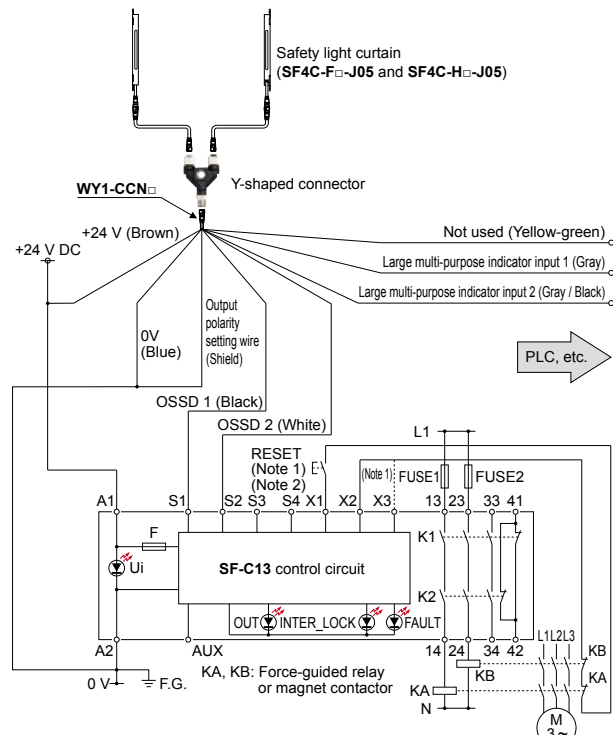 Safety light curtain
(SF4C-F□-J05 and SF4C-H□-J05)
WY1-CCN□
Y-shaped connector
+24 V (Brown)
+24 V DC
Not used (Yellow-green)
Large multi-purpose indicator input 1 (Gray)
Large multi-purpose indicator input 2 (Gray / Black)
0V
(Blue)
Output
polarity
setting wire
(Shield)
PLC, etc.
OSSD 1 (Black)
OSSD 2 (White)
L1
RESET
(Note 1)
(Note 2)
(Note 1)
FUSE1
FUSE2
A1 S1 S2 S3 S4 X1 X2 X3 13 23 33 41
F
K1
Ui
SF-C13 control circuit
K2
OUT INTER_LOCK FAULT
A2 AUX 14 24 34 42
L1L2L3
KB
KA
KB
KA
0 V
F.G.
KA, KB: Force-guided relay
or magnet contactor
N
M
3~